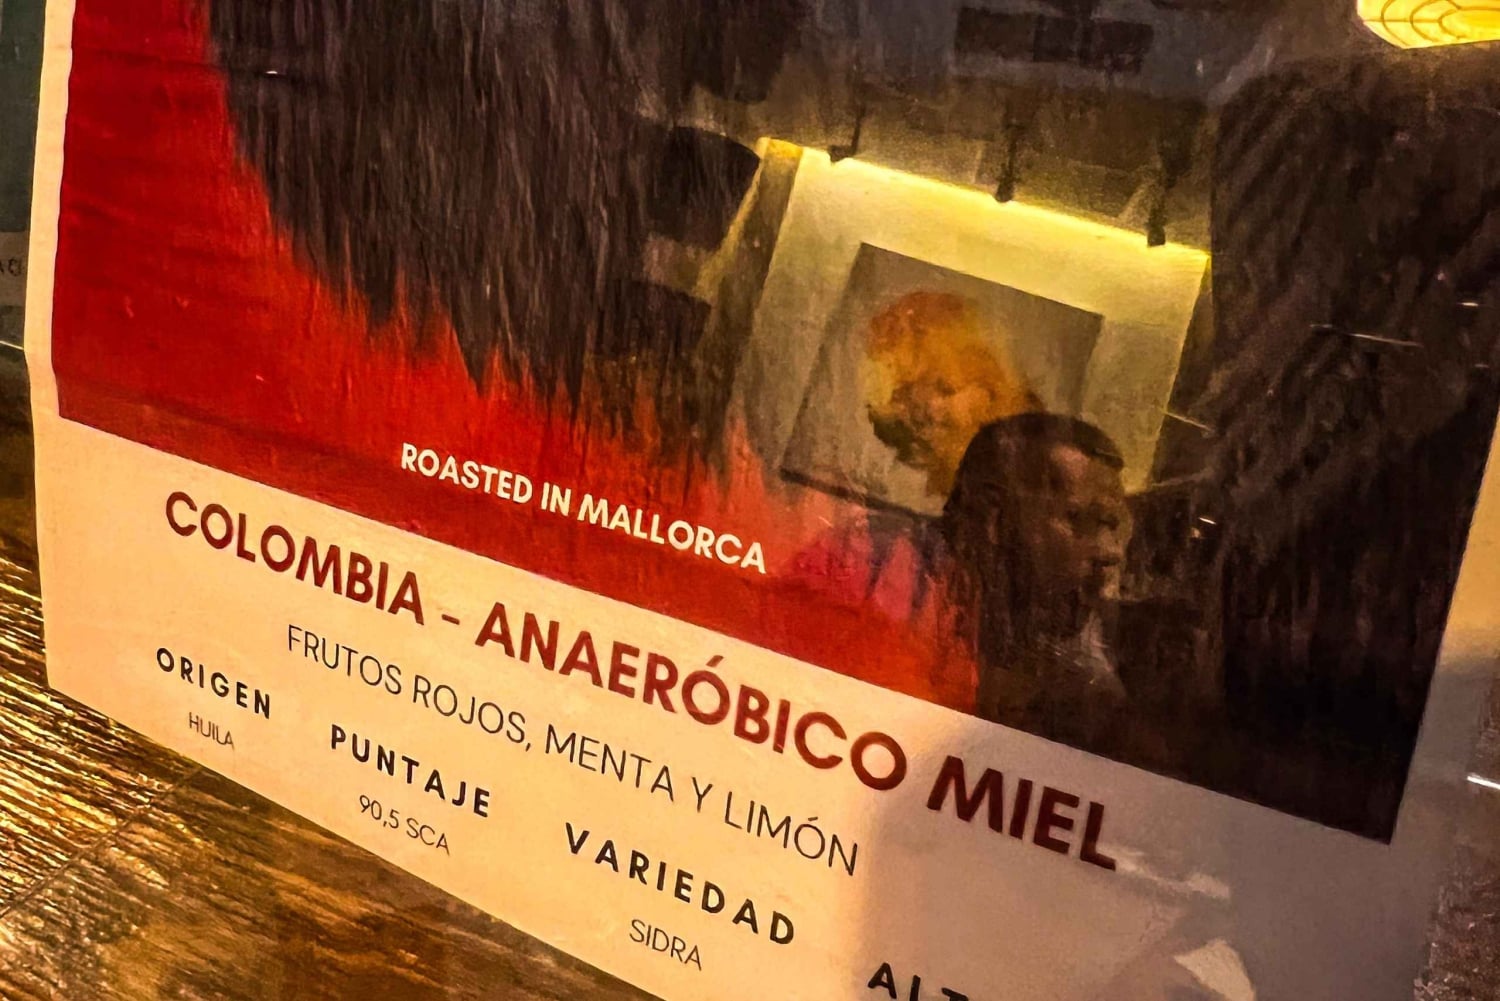 ROASTED IN MALLORCA
COLOMBIA - ANAERÓBICO MIEL
FRUTOS ROJOS, MENTA Y LIMÓN
ORIGEN
HUILA
PUNTAJE
90,5 SCA
VARIEDAD
SIDRA